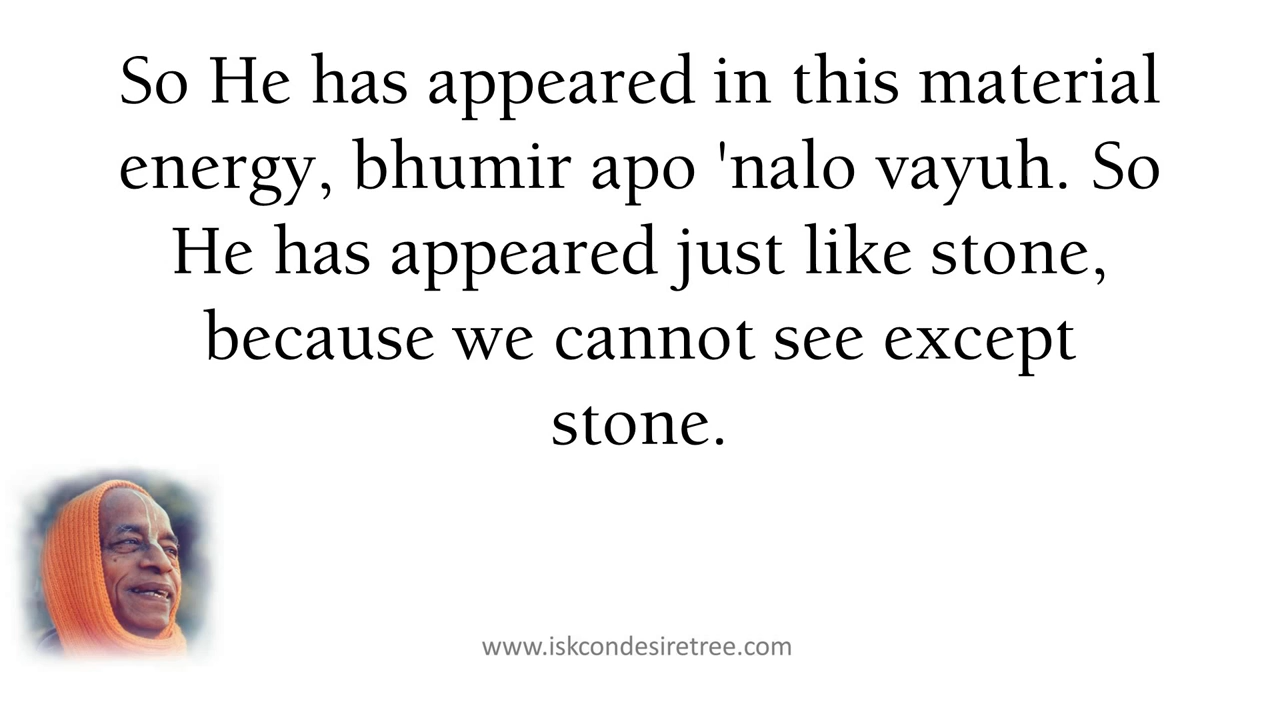 So He has appeared in this material
energy, bhumir apo 'nalo vayuh. So
He has appeared just like stone,
because we cannot see except
stone.
www.iskcondesiretree.com